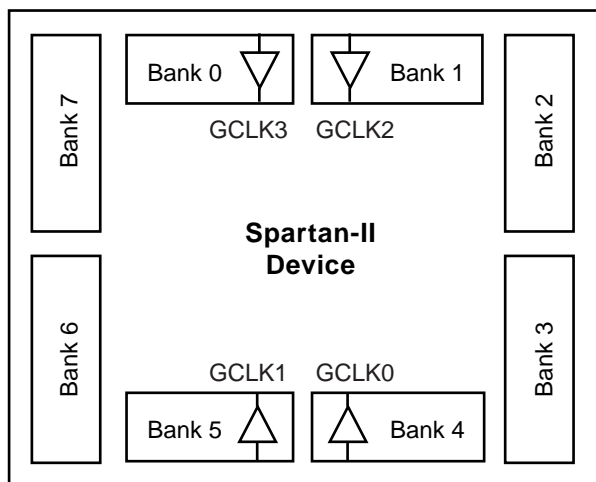 Bank 0
Bank 1
GCLK3
GCLK2
Bank 7
Bank 2
Spartan-II
Device
Bank 6
Bank 3
GCLK1
GCLK0
Bank 5
Bank 4